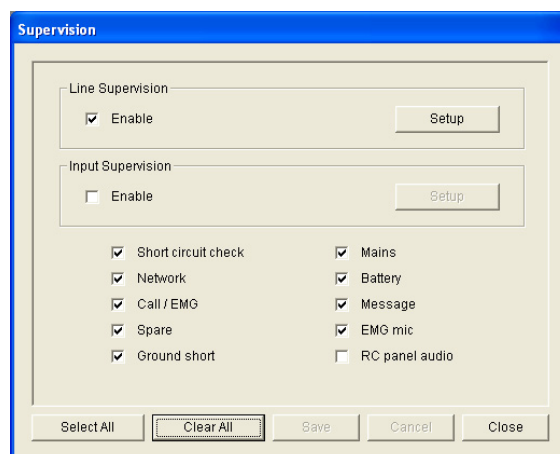 Supervision
Line Supervision
Enable Setup
Input Supervision
Enable Setup
Short circuit check Mains
Network Battery
Call / EMG Message
Spare EMG mic
Ground short RC panel audio
Select All Clear All Save Cancel Close